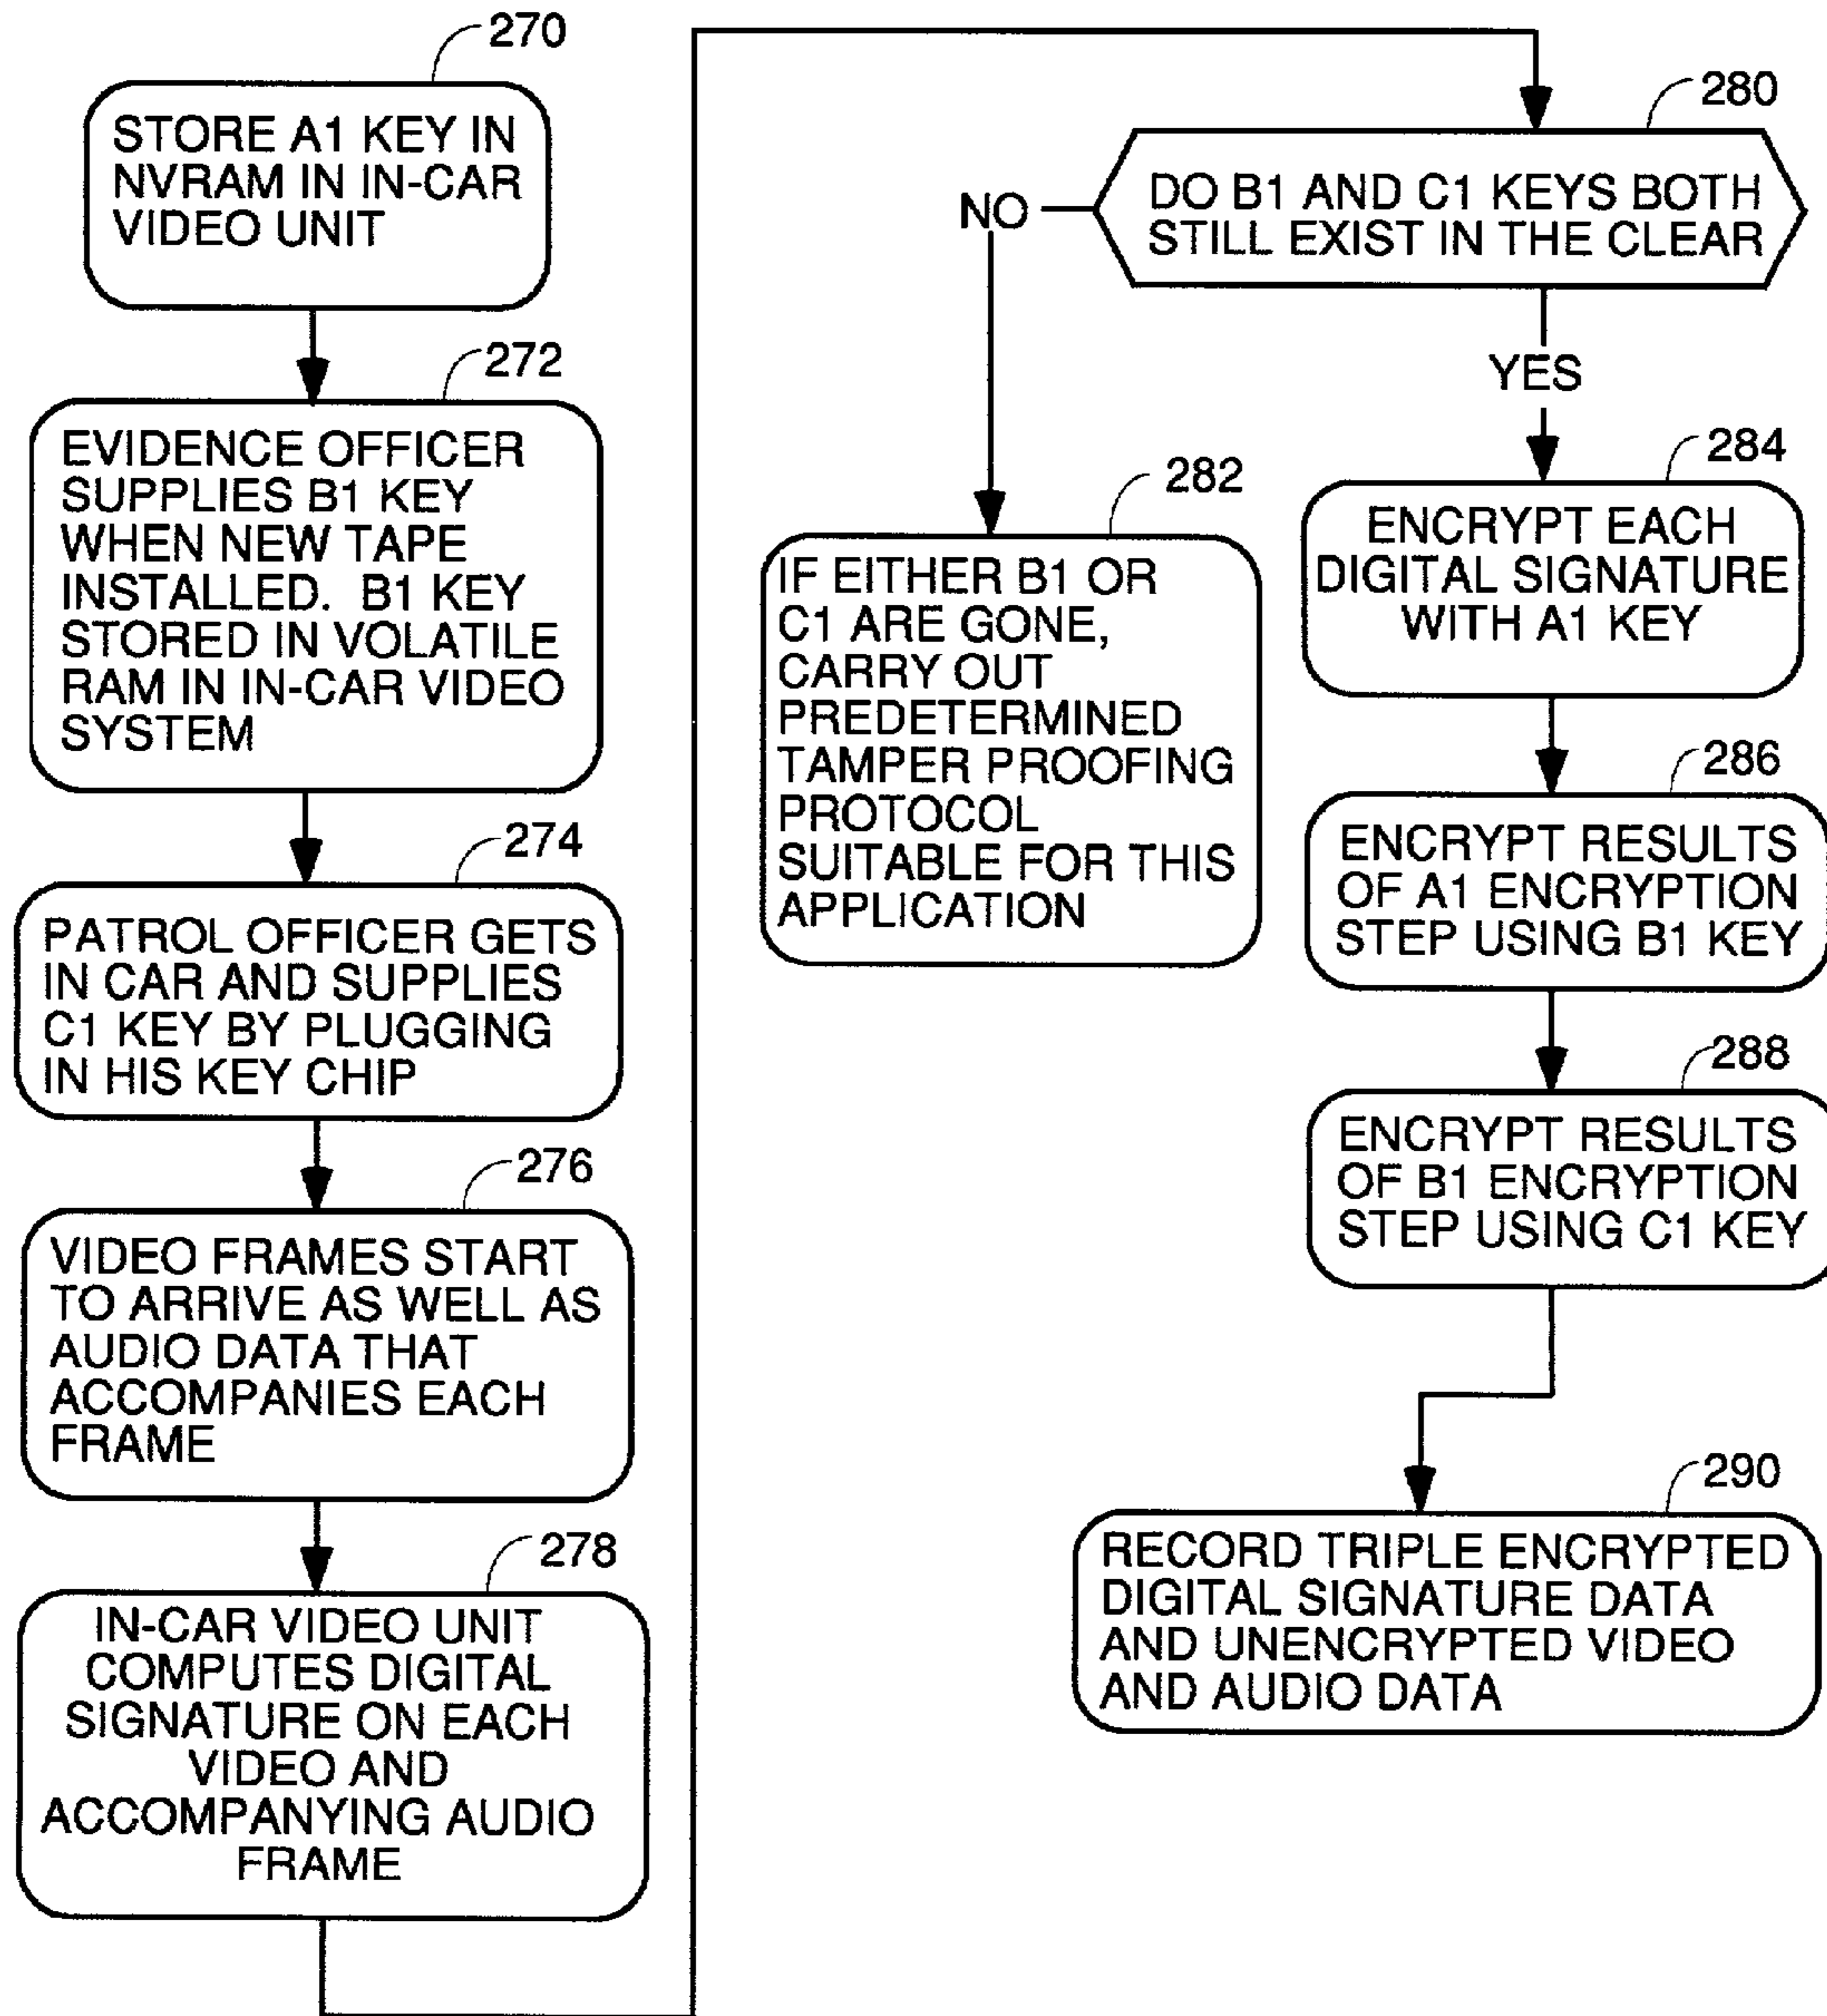 270
STORE A1 KEY IN
NVRAM IN IN-CAR
VIDEO UNIT
272
EVIDENCE OFFICER
SUPPLIES B1 KEY
WHEN NEW TAPE
INSTALLED. B1 KEY
STORED IN VOLATILE
RAM IN IN-CAR VIDEO
SYSTEM
274
PATROL OFFICER GETS
IN CAR AND SUPPLIES
C1 KEY BY PLUGGING
IN HIS KEY CHIP
276
VIDEO FRAMES START
TO ARRIVE AS WELL AS
AUDIO DATA THAT
ACCOMPANIES EACH
FRAME
278
IN-CAR VIDEO UNIT
COMPUTES DIGITAL
SIGNATURE ON EACH
VIDEO AND
ACCOMPANYING AUDIO
FRAME
280
DO B1 AND C1 KEYS BOTH
STILL EXIST IN THE CLEAR
NO
YES
282
IF EITHER B1 OR
C1 ARE GONE,
CARRY OUT
PREDETERMINED
TAMPER PROOFING
PROTOCOL
SUITABLE FOR THIS
APPLICATION
284
ENCRYPT EACH
DIGITAL SIGNATURE
WITH A1 KEY
286
ENCRYPT RESULTS
OF A1 ENCRYPTION
STEP USING B1 KEY
288
ENCRYPT RESULTS
OF B1 ENCRYPTION
STEP USING C1 KEY
290
RECORD TRIPLE ENCRYPTED
DIGITAL SIGNATURE DATA
AND UNENCRYPTED VIDEO
AND AUDIO DATA